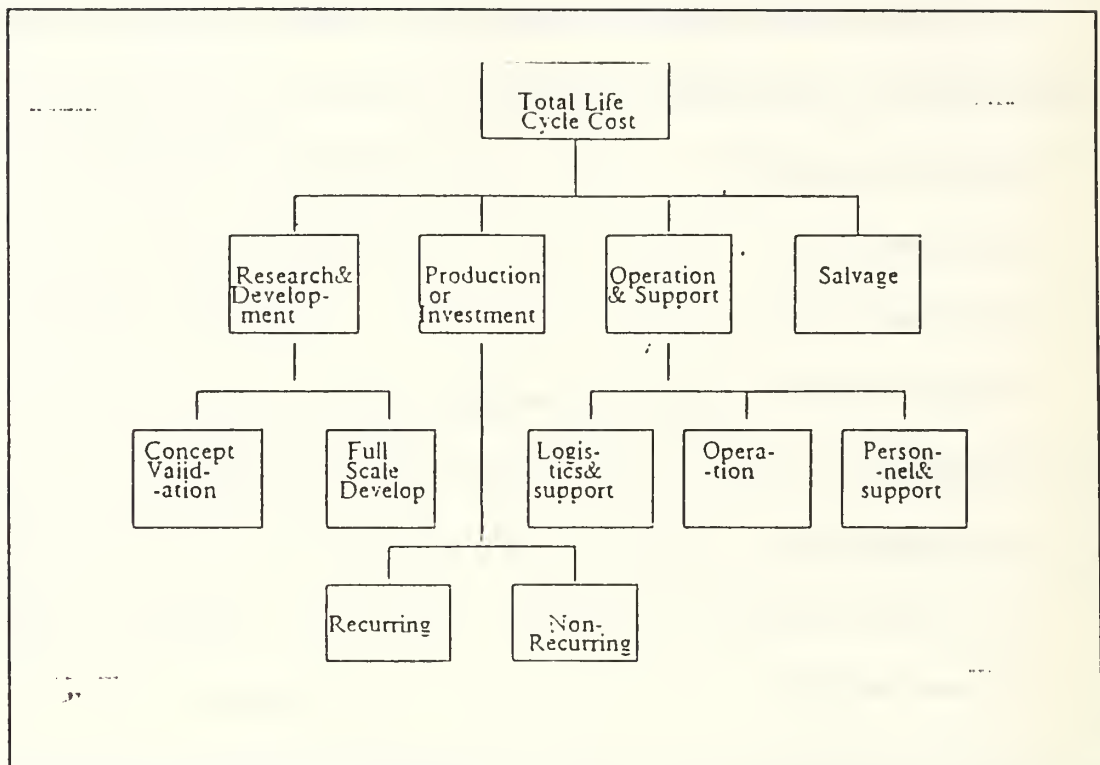 Total Life
Cycle Cost
Research&
Develop-
ment
Production
or
Investment
Operation
& Support
Salvage
Concept
Valid-
-ation
Full
Scale
Develop
Logis-
tics&
support
Opera-
-tion
Person-
-nel&
support
Recurring
Non-
Recurring